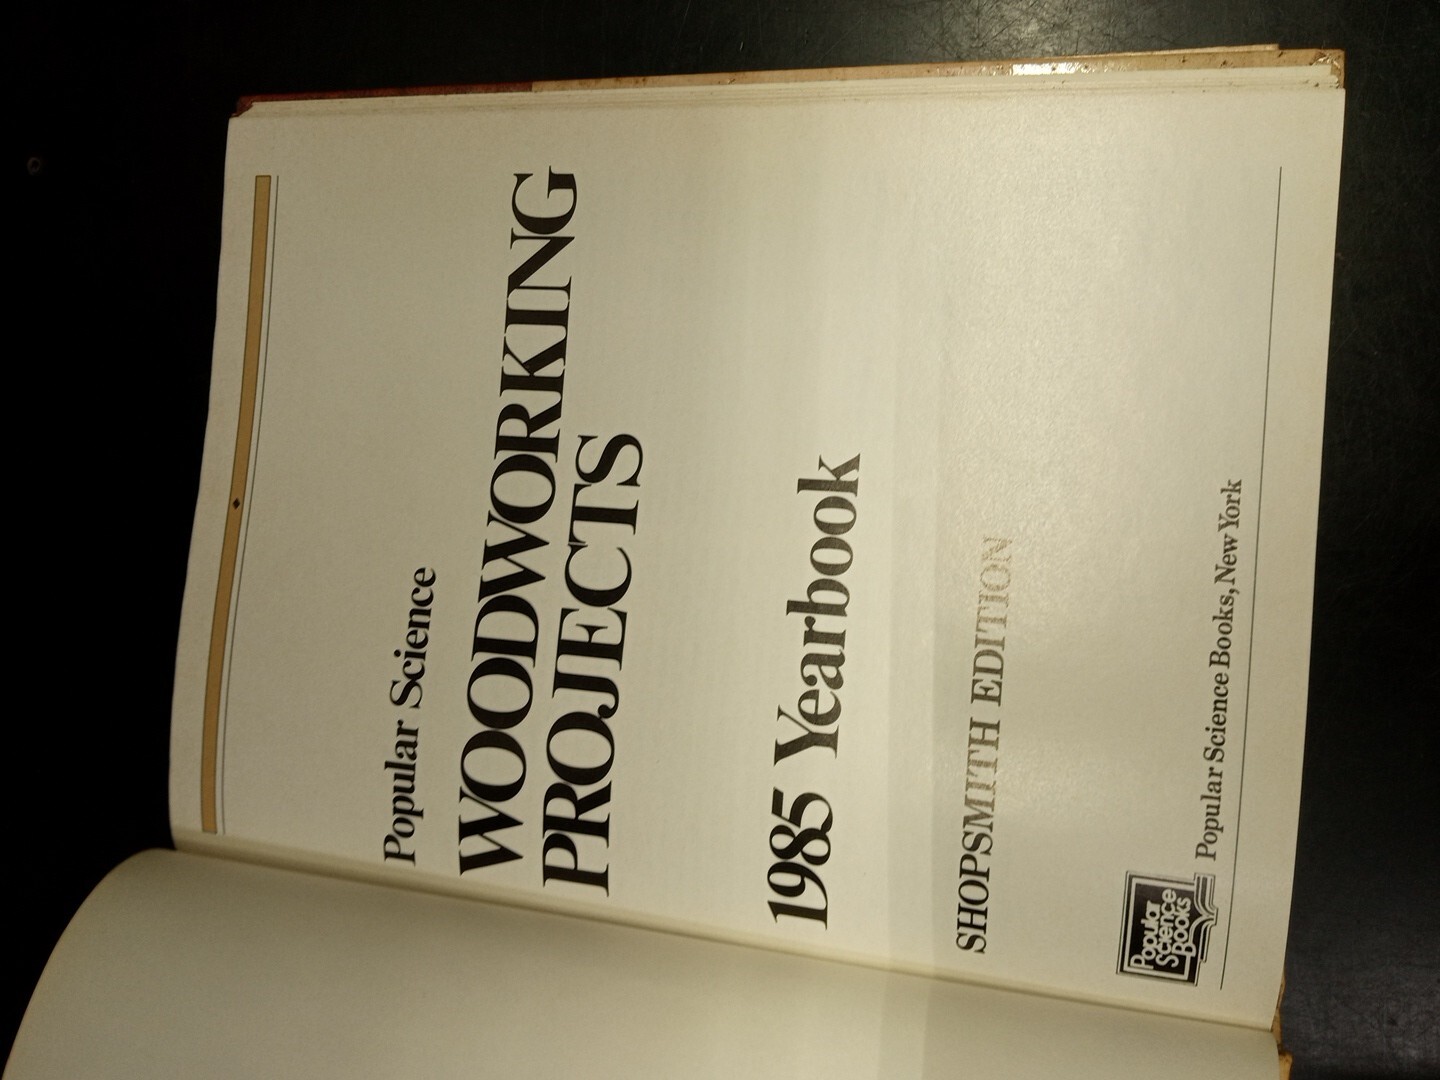 Popular Science
WOODWORKING
PROJECTS
1985 Yearbook
SHOPSMITH EDITION
Popular
Science
Books
Popular Science Books, New York